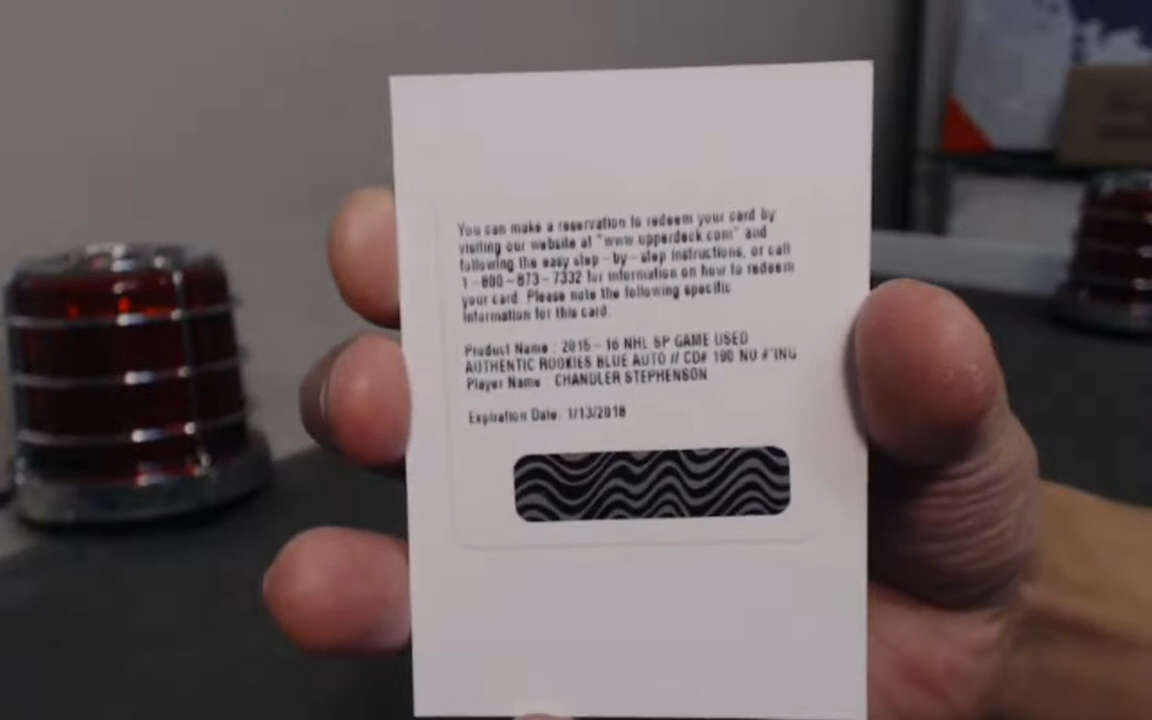 You can make a reservation to redeem your card by
visiting our website at "www.upperdeck.com" and
following the easy step-by-step instructions, or call
1-800-873-7332 for information on how to redeem
your card. Please note the following specific
information for this card.
Product Name : 2015-16 NHL SP GAME USED
AUTHENTIC ROOKIES BLUE AUTO // CD# 190 NO #'ING
Player Name : CHANDLER STEPHENSON
Expiration Date: 1/13/2018